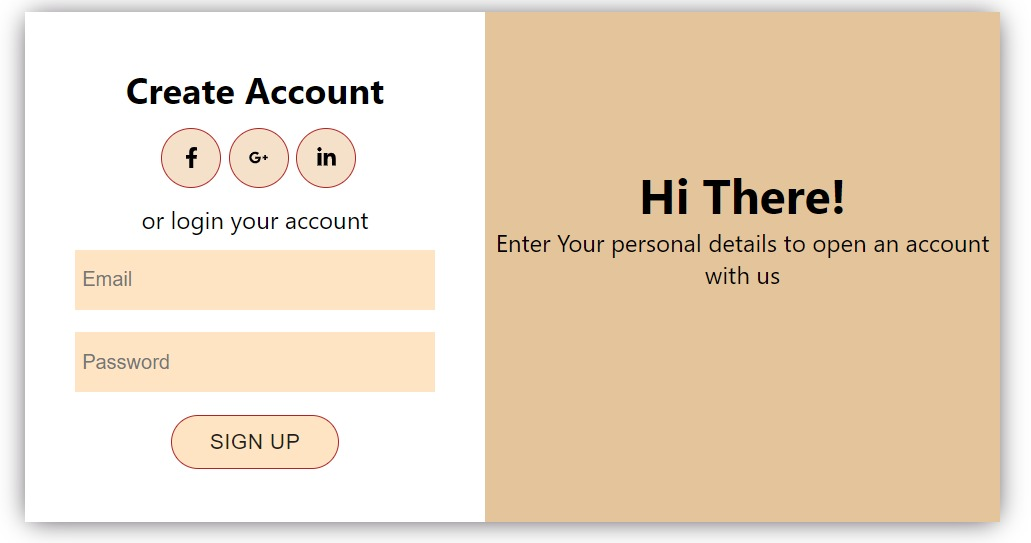 Create Account
f
G+
in
or login your account
Email
Password
SIGN UP
Hi There!
Enter Your personal details to open an account
with us